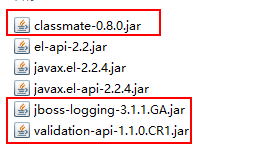 classmate-0.8.0.jar
el-api-2.2.jar
javax.el-2.2.4.jar
javax.el-api-2.2.4.jar
jboss-logging-3.1.1.GA.jar
validation-api-1.1.0.CR1.jar